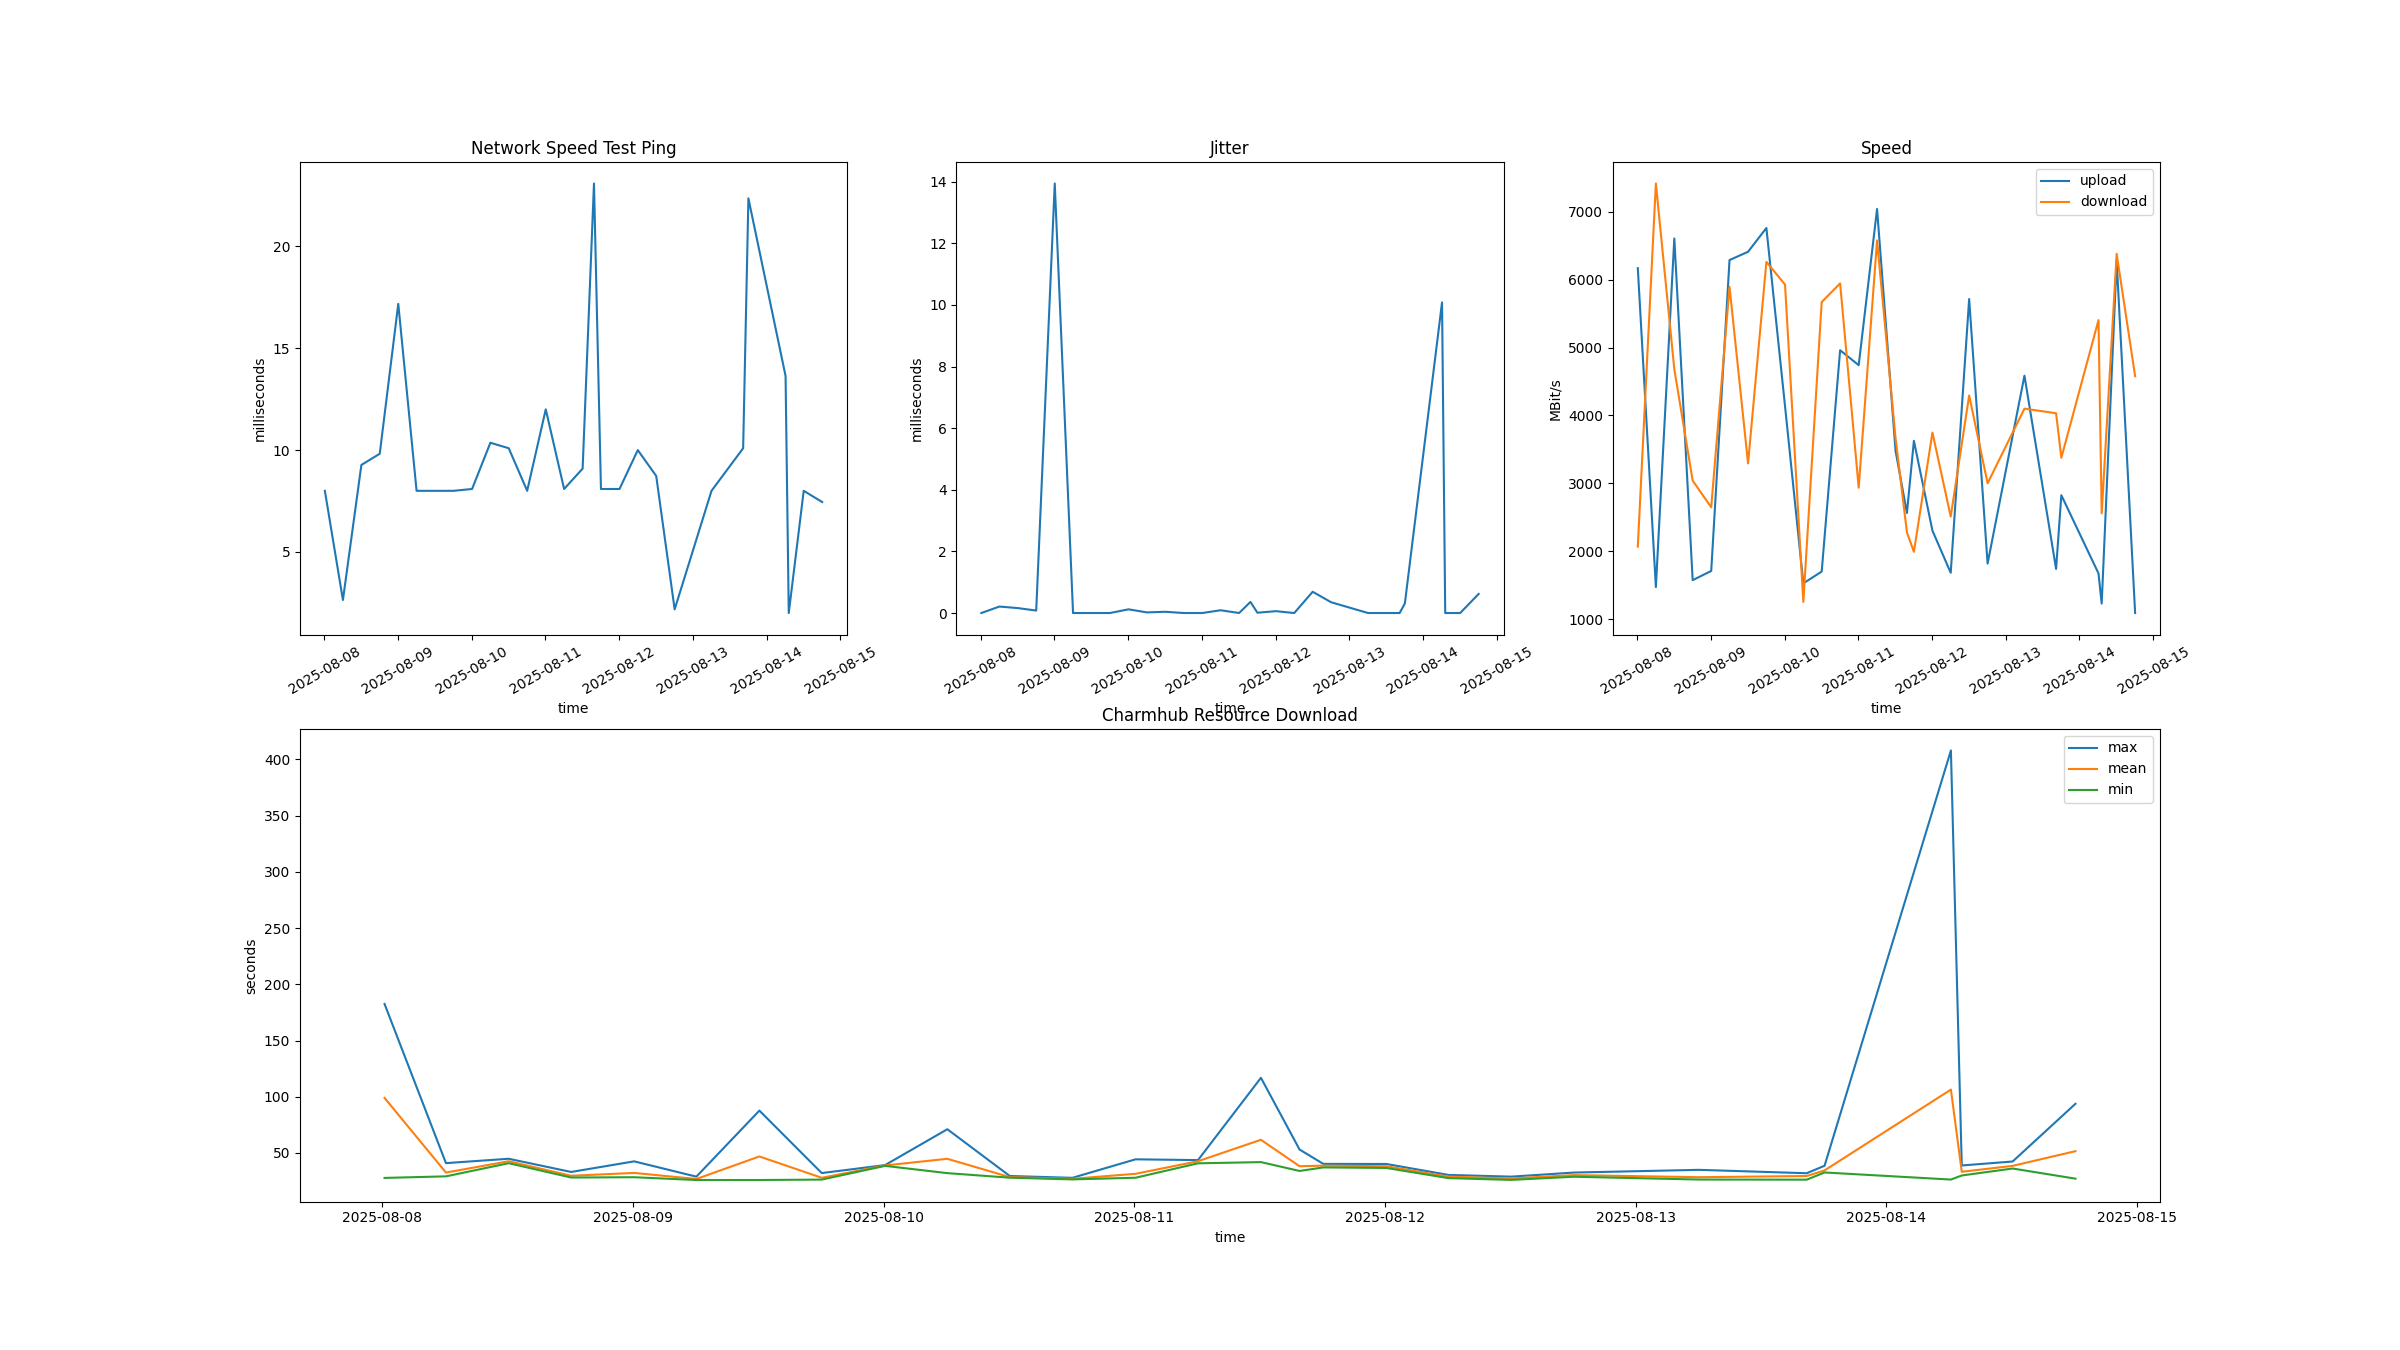 Network Speed Test Ping
milliseconds
20
15
10
5
2025-08-08 2025-08-09 2025-08-10 2025-08-11 2025-08-12 2025-08-13 2025-08-14 2025-08-15
time
Jitter
milliseconds
14
12
10
8
6
4
2
0
2025-08-08 2025-08-09 2025-08-10 2025-08-11 2025-08-12 2025-08-13 2025-08-14 2025-08-15
time
Speed
upload
download
MBit/s
7000
6000
5000
4000
3000
2000
1000
2025-08-08 2025-08-09 2025-08-10 2025-08-11 2025-08-12 2025-08-13 2025-08-14 2025-08-15
time
Charmhub Resource Download
max
mean
min
seconds
400
350
300
250
200
150
100
50
2025-08-08 2025-08-09 2025-08-10 2025-08-11 2025-08-12 2025-08-13 2025-08-14 2025-08-15
time